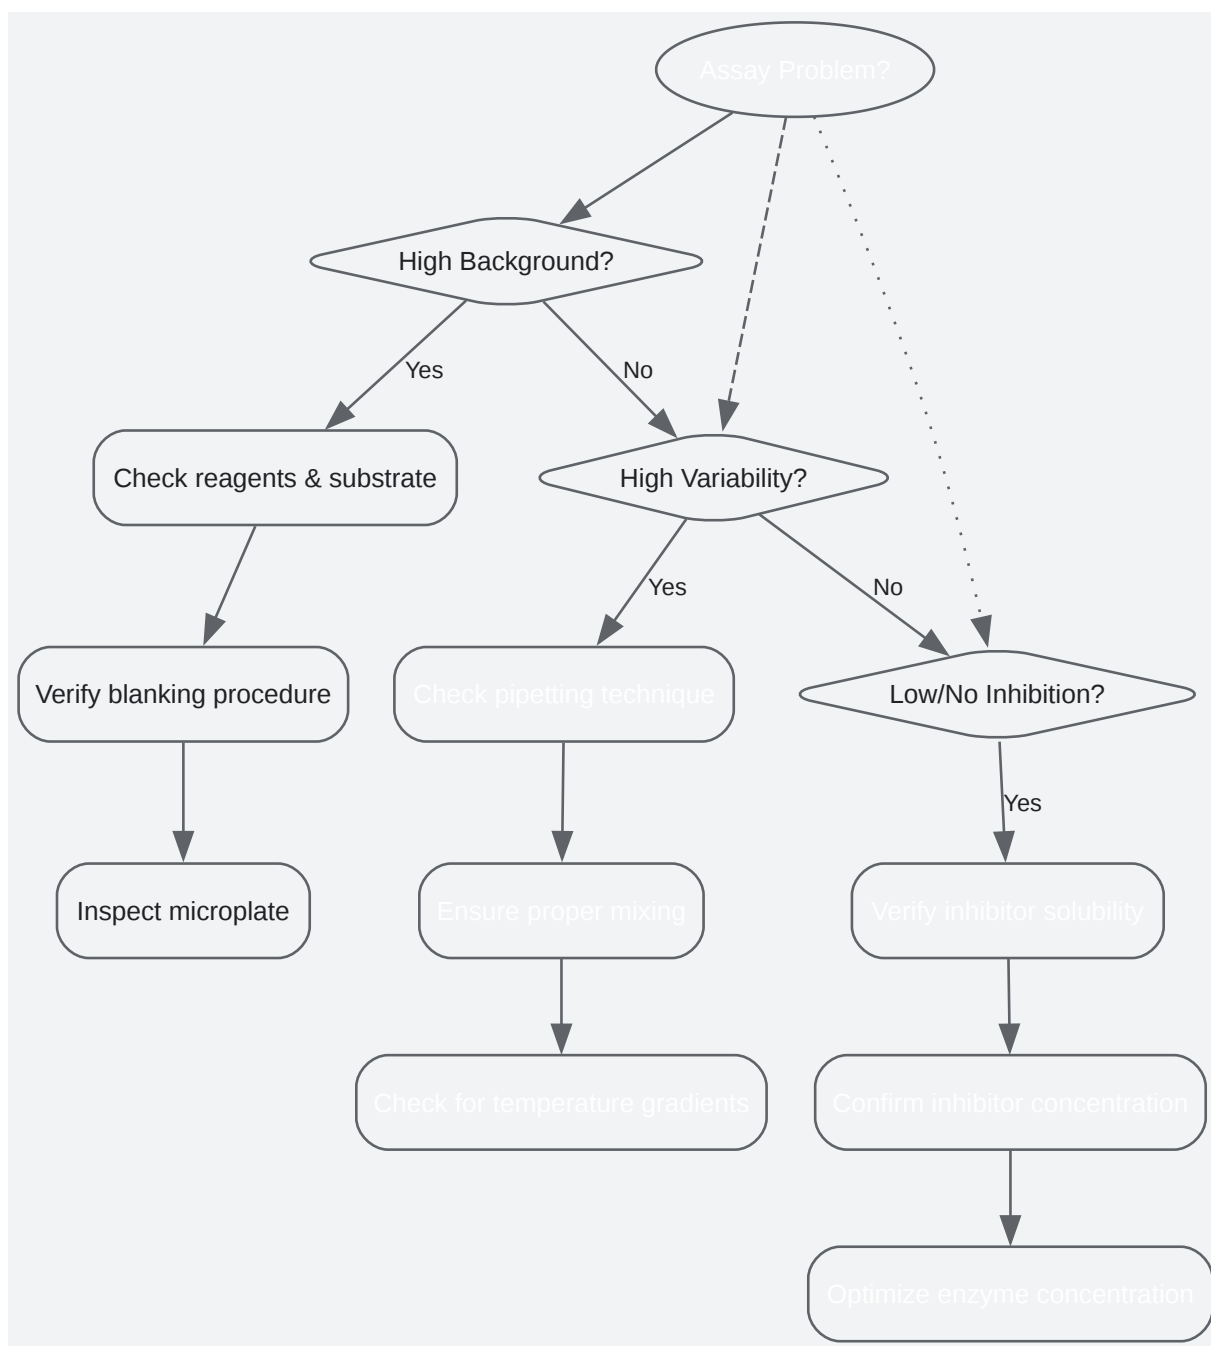 Assay Problem?
High Background?
Yes
No
Check reagents & substrate
High Variability?
Yes
No
Verify blanking procedure
Check pipetting technique
Low/No Inhibition?
Yes
Inspect microplate
Ensure proper mixing
Verify inhibitor solubility
Check for temperature gradients
Confirm inhibitor concentration
Optimize enzyme concentration